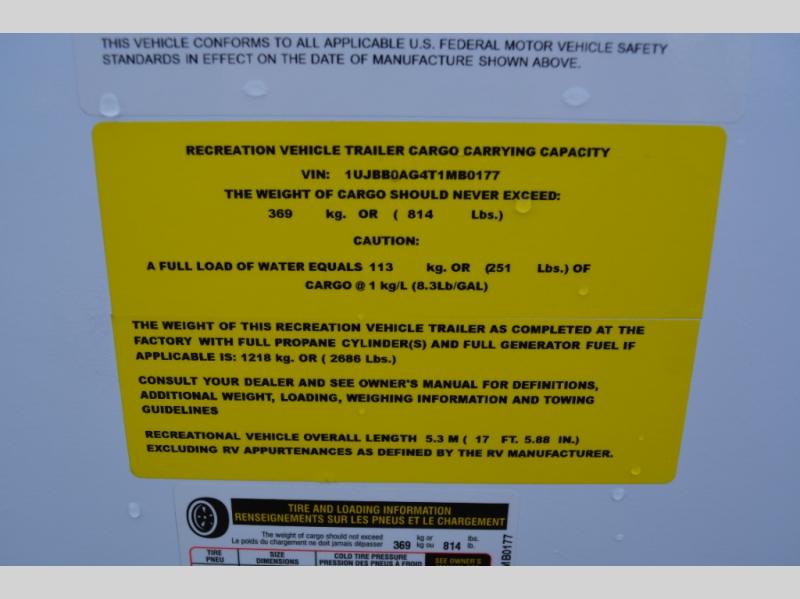 THIS VEHICLE CONFORMS TO ALL APPLICABLE U.S. FEDERAL MOTOR VEHICLE SAFETY
STANDARDS IN EFFECT ON THE DATE OF MANUFACTURE SHOWN ABOVE.
RECREATION VEHICLE TRAILER CARGO CARRYING CAPACITY
VIN: 1UJBB0AG4T1MB0177
THE WEIGHT OF CARGO SHOULD NEVER EXCEED:
369 kg. OR ( 814 Lbs.)
CAUTION:
A FULL LOAD OF WATER EQUALS 113 kg. OR (251 Lbs.) OF
CARGO @ 1 kg/L (8.3Lb/GAL)
THE WEIGHT OF THIS RECREATION VEHICLE TRAILER AS COMPLETED AT THE
FACTORY WITH FULL PROPANE CYLINDER(S) AND FULL GENERATOR FUEL IF
APPLICABLE IS: 1218 kg. OR ( 2686 Lbs.)
CONSULT YOUR DEALER AND SEE OWNER'S MANUAL FOR DEFINITIONS,
ADDITIONAL WEIGHT, LOADING, WEIGHING INFORMATION AND TOWING
GUIDELINES
RECREATIONAL VEHICLE OVERALL LENGTH 5.3 M ( 17 FT. 5.88 IN.)
EXCLUDING RV APPURTENANCES AS DEFINED BY THE RV MANUFACTURER.
TIRE AND LOADING INFORMATION
RENSEIGNEMENTS SUR LES PNEUS ET LE CHARGEMENT
The weight of cargo should not exceed kg or lbs.
Le poids du chargement ne doit jamais dépasser 369 kg ou 814 lb.
TIRE SIZE COLD TIRE PRESSURE SEE OWNER'S
PNEU DIMENSIONS PRESSION DES PNEUS À FROID
MB0177